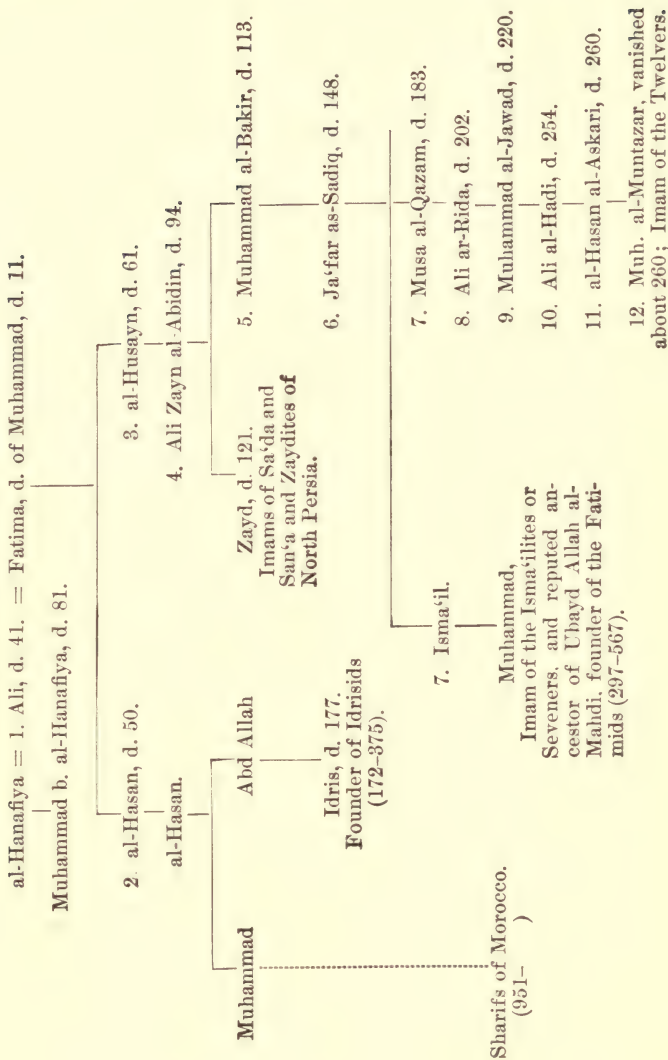 al-Hanafiya = 1. Ali, d. 41. = Fatima, d. of Muhammad, d. 11.
Muhammad b. al-Hanafiya, d. 81.
2. al-Hasan, d. 50.
3. al-Husayn, d. 61.
al-Hasan.
4. Ali Zayn al-Abidin, d. 94.
Muhammad
Abd Allah
Zayd, d. 121.
Imams of Sa‘da and
San‘a and Zaydites of
North Persia.
5. Muhammad al-Bakir, d. 113.
Idris, d. 177.
Founder of Idrisids
(172–375).
6. Ja‘far as-Sadiq, d. 148.
Sharifs of Morocco.
(951–      )
7. Isma‘il.
7. Musa al-Qazam, d. 183.
Muhammad,
Imam of the Isma‘ilites or
Seveners, and reputed an-
cestor of Ubayd Allah al-
Mahdi, founder of the Fati-
mids (297–567).
8. Ali ar-Rida, d. 202.
9. Muhammad al-Jawad, d. 220.
10. Ali al-Hadi, d. 254.
11. al-Hasan al-Askari, d. 260.
12. Muh. al-Muntazar, vanished
about 260; Imam of the Twelvers.